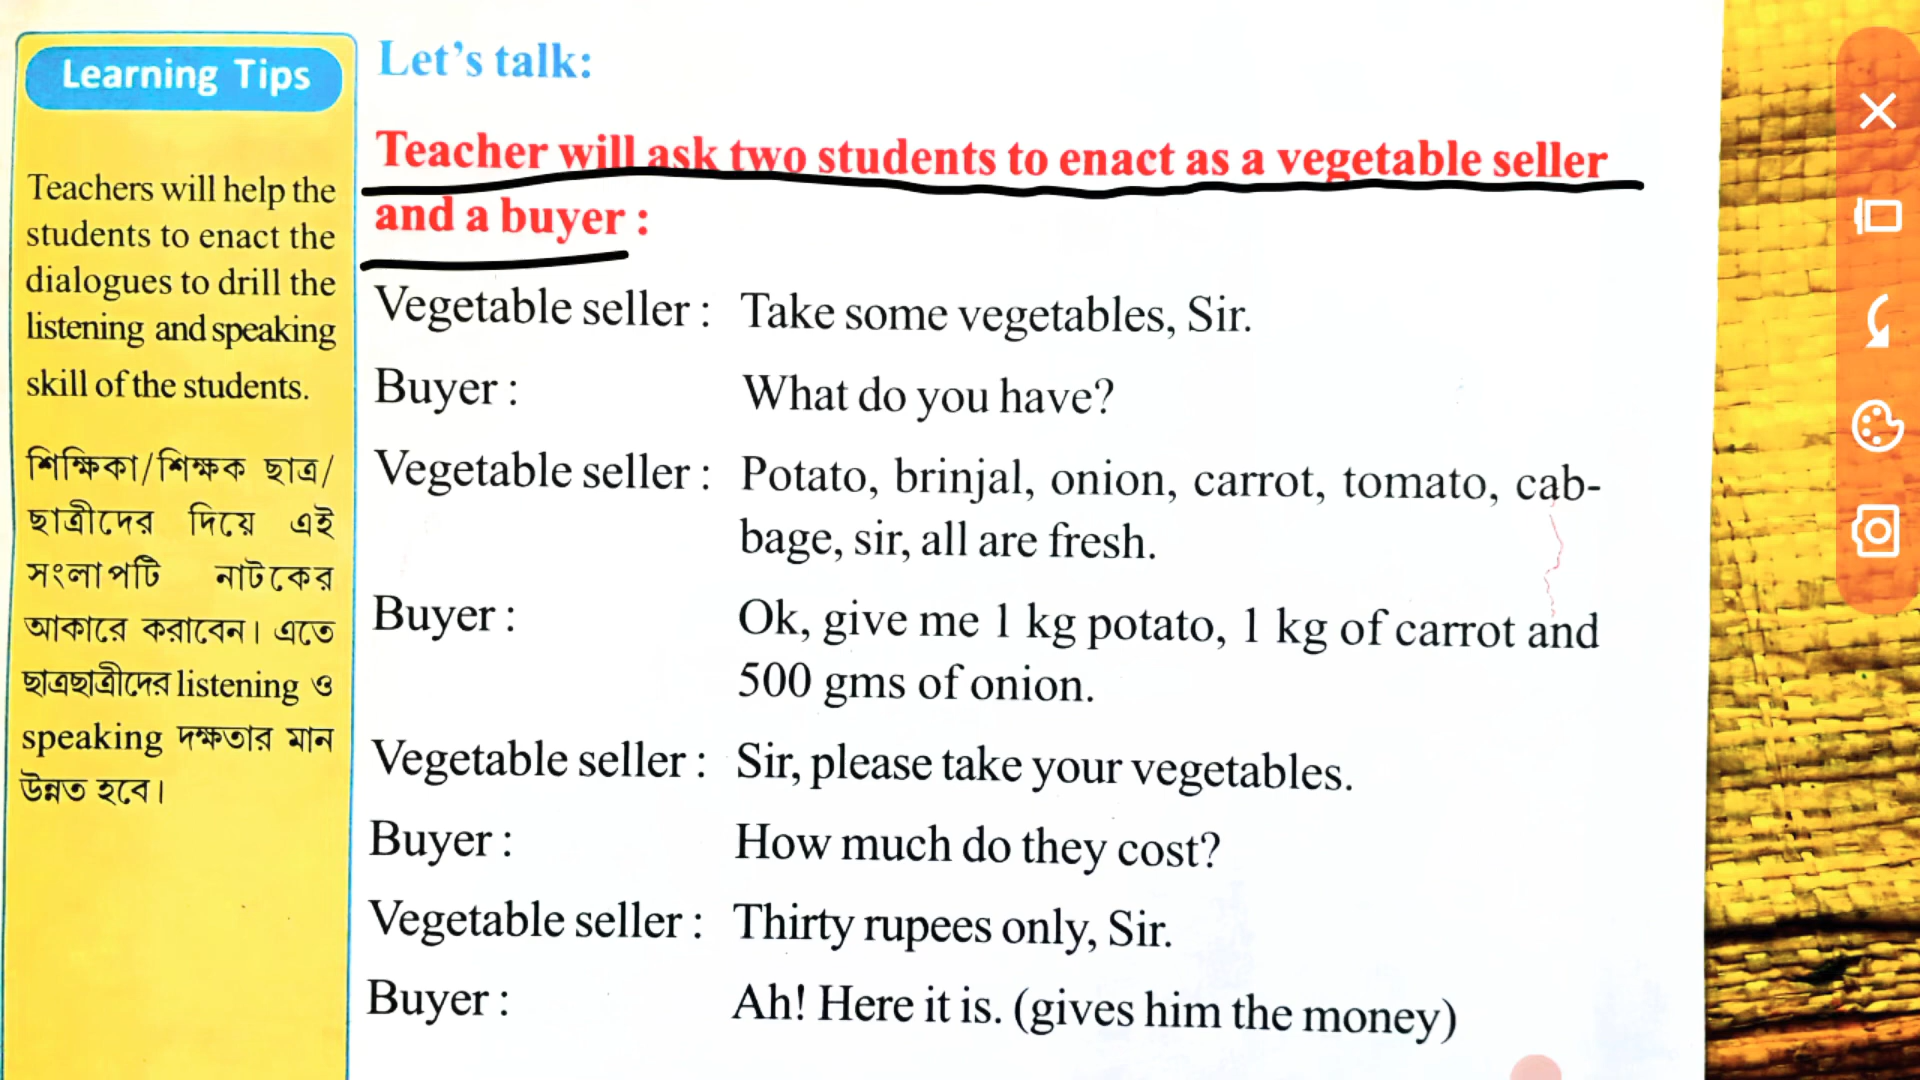 Learning Tips
Teachers will help the
students to enact the
dialogues to drill the
listening and speaking
skill of the students.
শিক্ষিকা/শিক্ষক ছাত্র/
ছাত্রীদের দিয়ে এই
সংলাপটি নাটকের
আকারে করাবেন। এতে
ছাত্রছাত্রীদের listening ও
speaking দক্ষতার মান
উন্নত হবে।
Let's talk:
Teacher will ask two students to enact as a vegetable seller
and a buyer :
Vegetable seller : Take some vegetables, Sir.
Buyer : What do you have?
Vegetable seller : Potato, brinjal, onion, carrot, tomato, cab-
bage, sir, all are fresh.
Buyer : Ok, give me 1 kg potato, 1 kg of carrot and
500 gms of onion.
Vegetable seller : Sir, please take your vegetables.
Buyer : How much do they cost?
Vegetable seller : Thirty rupees only, Sir.
Buyer : Ah! Here it is. (gives him the money)